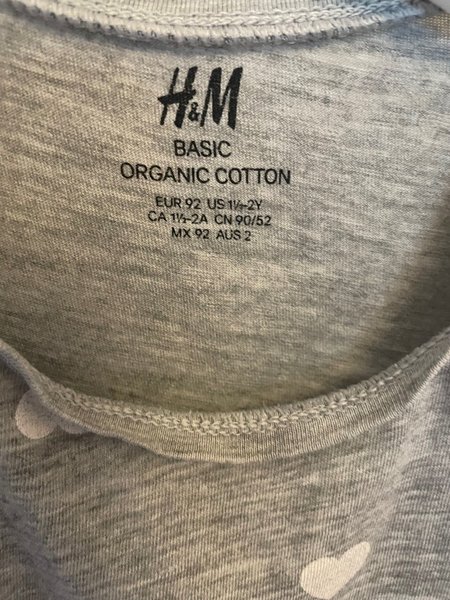 H&M
BASIC
ORGANIC COTTON
EUR 92 US 1½-2Y
CA 1½-2A CN 90/52
MX 92 AUS 2